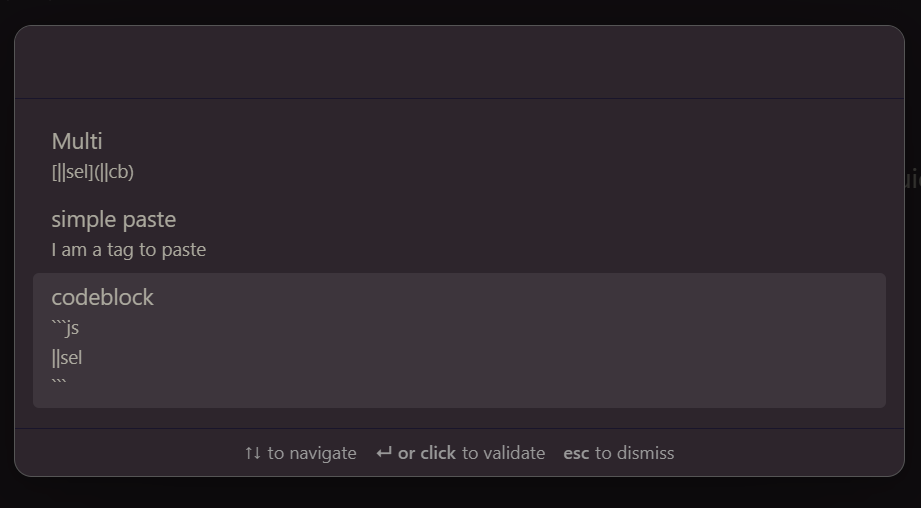 Multi
[||sel](||cb)
simple paste
I am a tag to paste
codeblock
```js
||sel
```
↑↓ to navigate ↵ or click to validate esc to dismiss